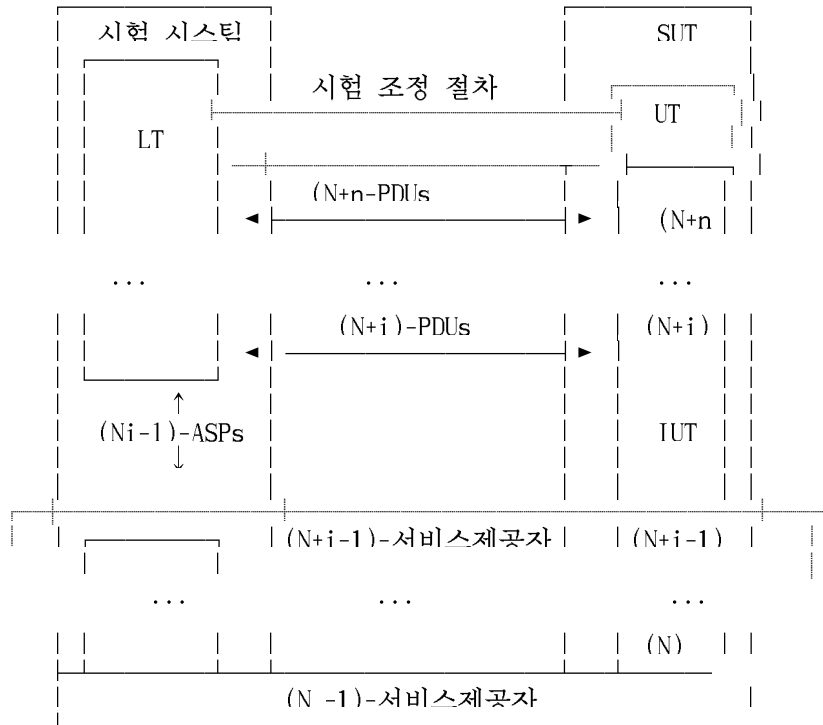 시험 시스팀 SUT
시험 조정 절차
UT
LT
(N+n-PDUs
(N+n
... ... ...
(N+i)-PDUs (N+i)
(Ni-1)-ASPs IUT
(N+i-1)-서비스제공자 (N+i-1)
... ... ...
(N)
(N -1)-서비스제공자